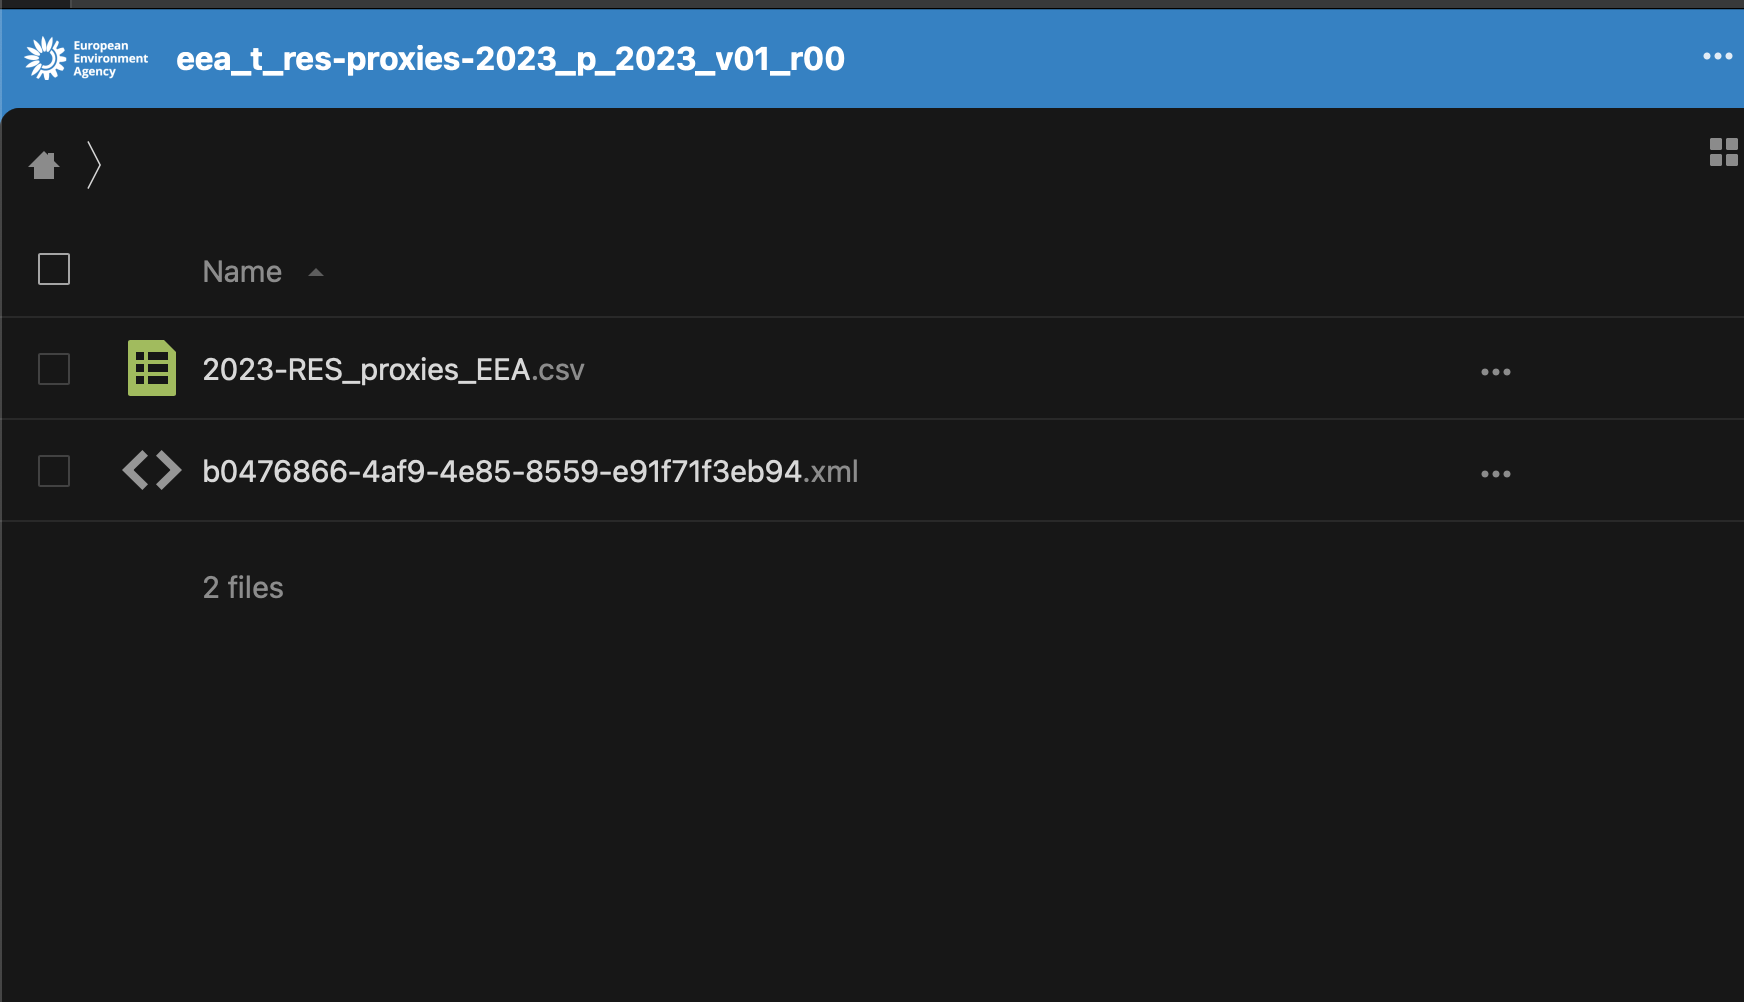 European
Environment
Agency
eea_t_res-proxies-2023_p_2023_v01_r00
Name
2023-RES_proxies_EEA.csv
b0476866-4af9-4e85-8559-e91f71f3eb94.xml
2 files